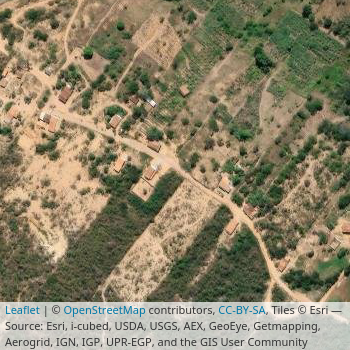 Leaflet | © OpenStreetMap contributors, CC-BY-SA, Tiles © Esri —
Source: Esri, i-cubed, USDA, USGS, AEX, GeoEye, Getmapping,
Aerogrid, IGN, IGP, UPR-EGP, and the GIS User Community